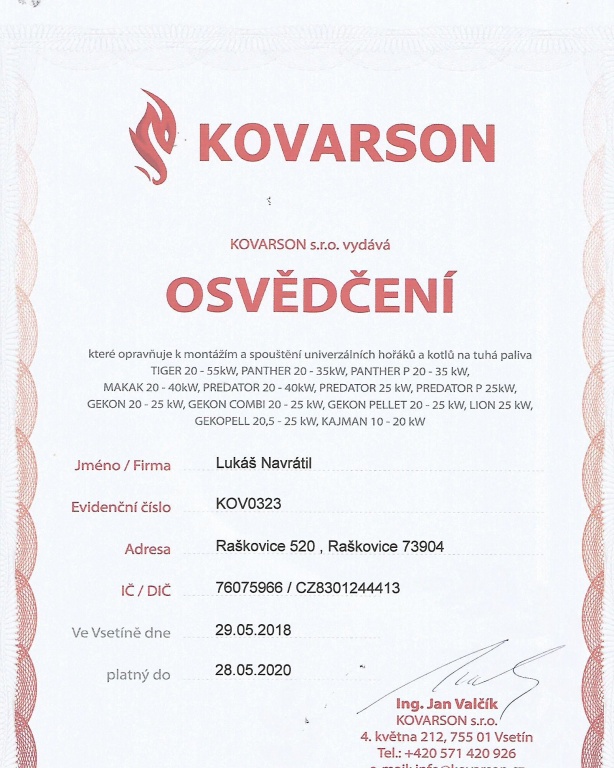 KOVARSON
KOVARSON s.r.o. vydává
OSVĚDČENÍ
které opravňuje k montážím a spouštění univerzálních hořáků a kotlů na tuhá paliva
TIGER 20 - 55kW, PANTHER 20 - 35kW, PANTHER P 20 - 35 kW,
MAKAK 20 - 40kW, PREDATOR 20 - 40kW, PREDATOR 25 kW, PREDATOR P 25kW,
GEKON 20 - 25 kW, GEKON COMBI 20 - 25 kW, GEKON PELLET 20 - 25 kW, LION 25 kW,
GEKOPELL 20,5 - 25 kW, KAJMAN 10 - 20 kW
Jméno / Firma Lukáš Navrátil
Evidenční číslo KOV0323
Adresa Raškovice 520 , Raškovice 73904
IČ / DIČ 76075966 / CZ8301244413
Ve Vsetíně dne 29.05.2018
platný do 28.05.2020
Ing. Jan Valčík
KOVARSON s.r.o.
4. května 212, 755 01 Vsetín
Tel.: +420 571 420 926
e-mail: info@kovarson.cz